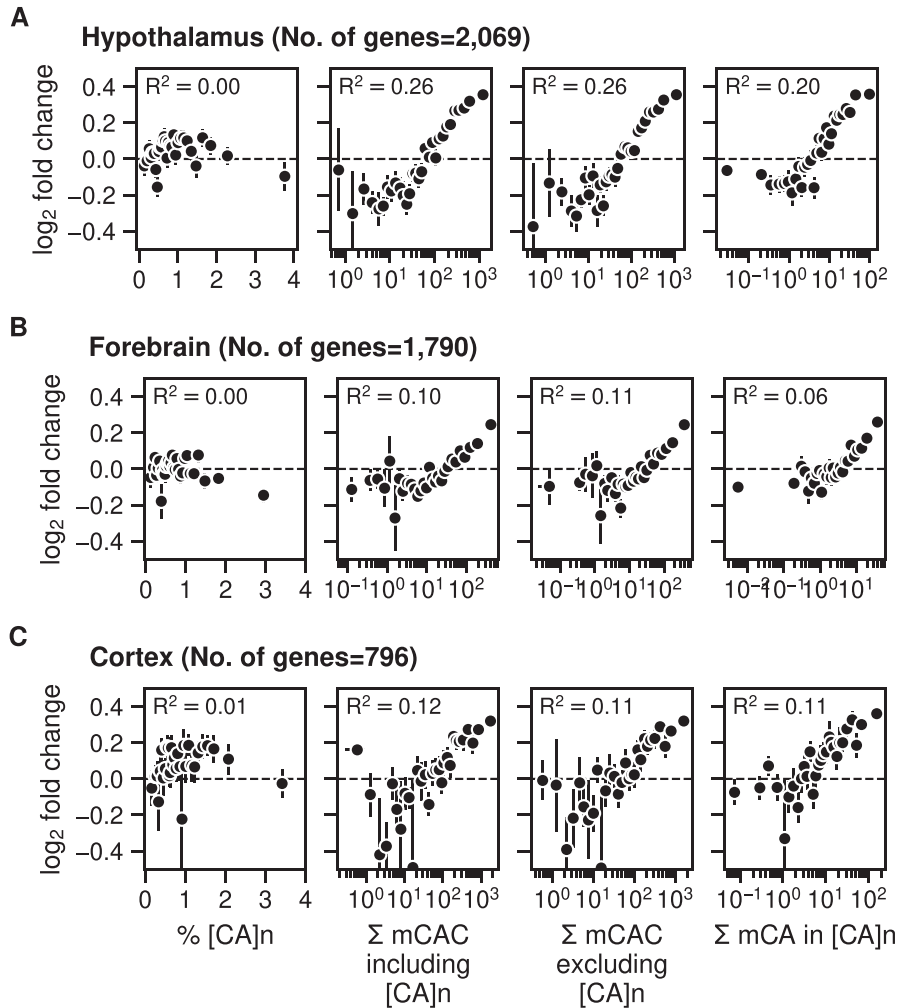 A
Hypothalamus (No. of genes=2,069)
log₂ fold change
0.4
0.2
0.0
−0.2
−0.4
R² = 0.00
R² = 0.26
R² = 0.26
R² = 0.20
0 1 2 3 4
10⁰ 10¹ 10² 10³
10⁰ 10¹ 10² 10³
10⁻¹ 10⁰ 10¹ 10²
B
Forebrain (No. of genes=1,790)
log₂ fold change
0.4
0.2
0.0
−0.2
−0.4
R² = 0.00
R² = 0.10
R² = 0.11
R² = 0.06
0 1 2 3 4
10⁻¹ 10⁰ 10¹ 10²
10⁻¹ 10⁰ 10¹ 10²
10⁻² 10⁻¹ 10⁰ 10¹
C
Cortex (No. of genes=796)
log₂ fold change
0.4
0.2
0.0
−0.2
−0.4
R² = 0.01
R² = 0.12
R² = 0.11
R² = 0.11
0 1 2 3 4
10⁰ 10¹ 10² 10³
10⁰ 10¹ 10² 10³
10⁻¹ 10⁰ 10¹ 10²
% [CA]n
Σ mCAC
including
[CA]n
Σ mCAC
excluding
[CA]n
Σ mCA in [CA]n